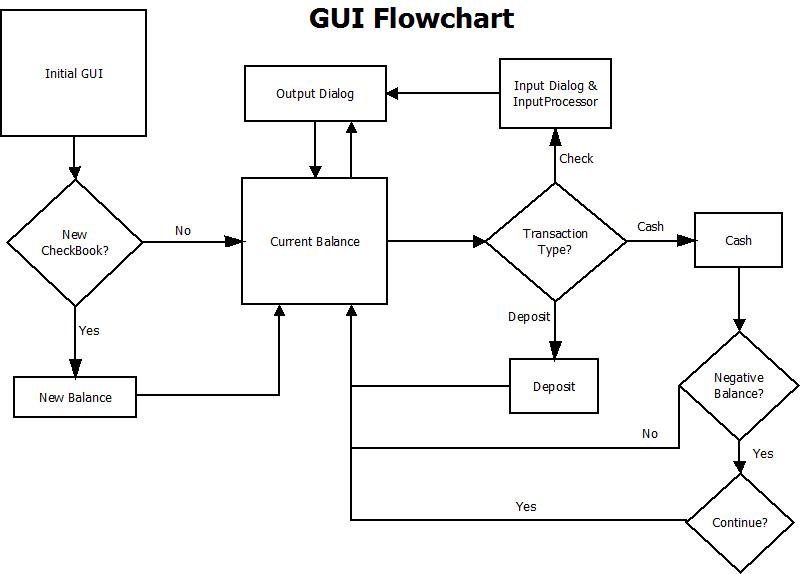 GUI Flowchart
Initial GUI
Output Dialog
Input Dialog &
InputProcessor
Check
New
CheckBook?
No
Current Balance
Transaction
Type?
Cash
Cash
Yes
Deposit
New Balance
Deposit
Negative
Balance?
No
Yes
Yes
Continue?